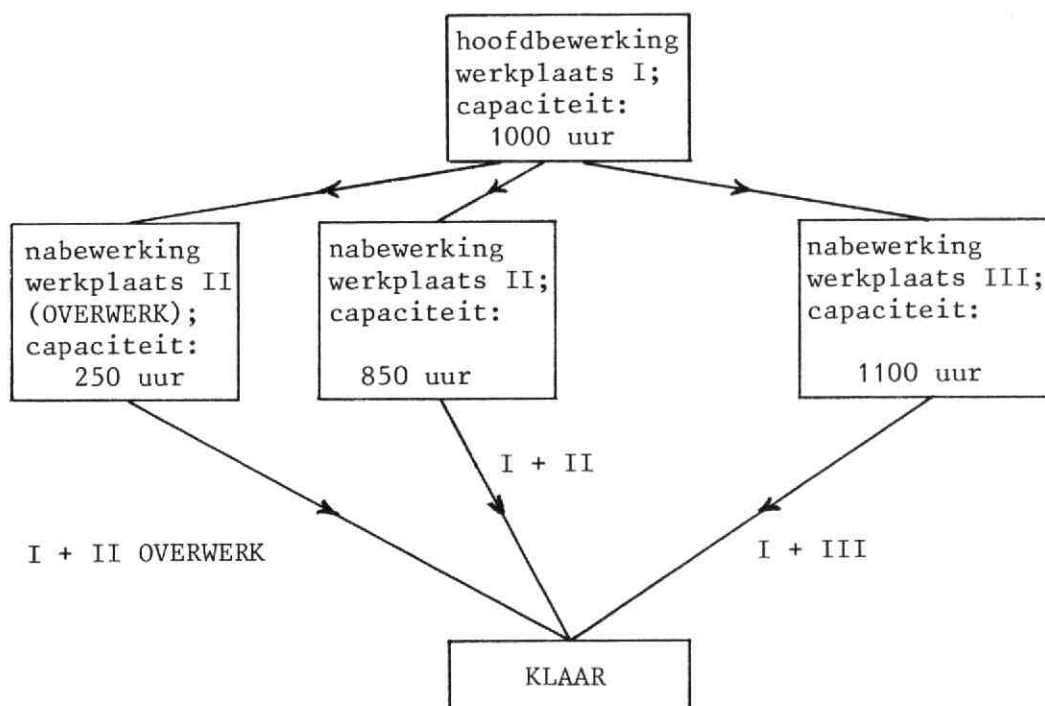 hoofdbewerking
werkplaats I;
capaciteit:
1000 uur
nabewerking
werkplaats II
(OVERWERK);
capaciteit:
250 uur
nabewerking
werkplaats II;
capaciteit:
850 uur
nabewerking
werkplaats III;
capaciteit:
1100 uur
I + II
I + II OVERWERK
I + III
KLAAR